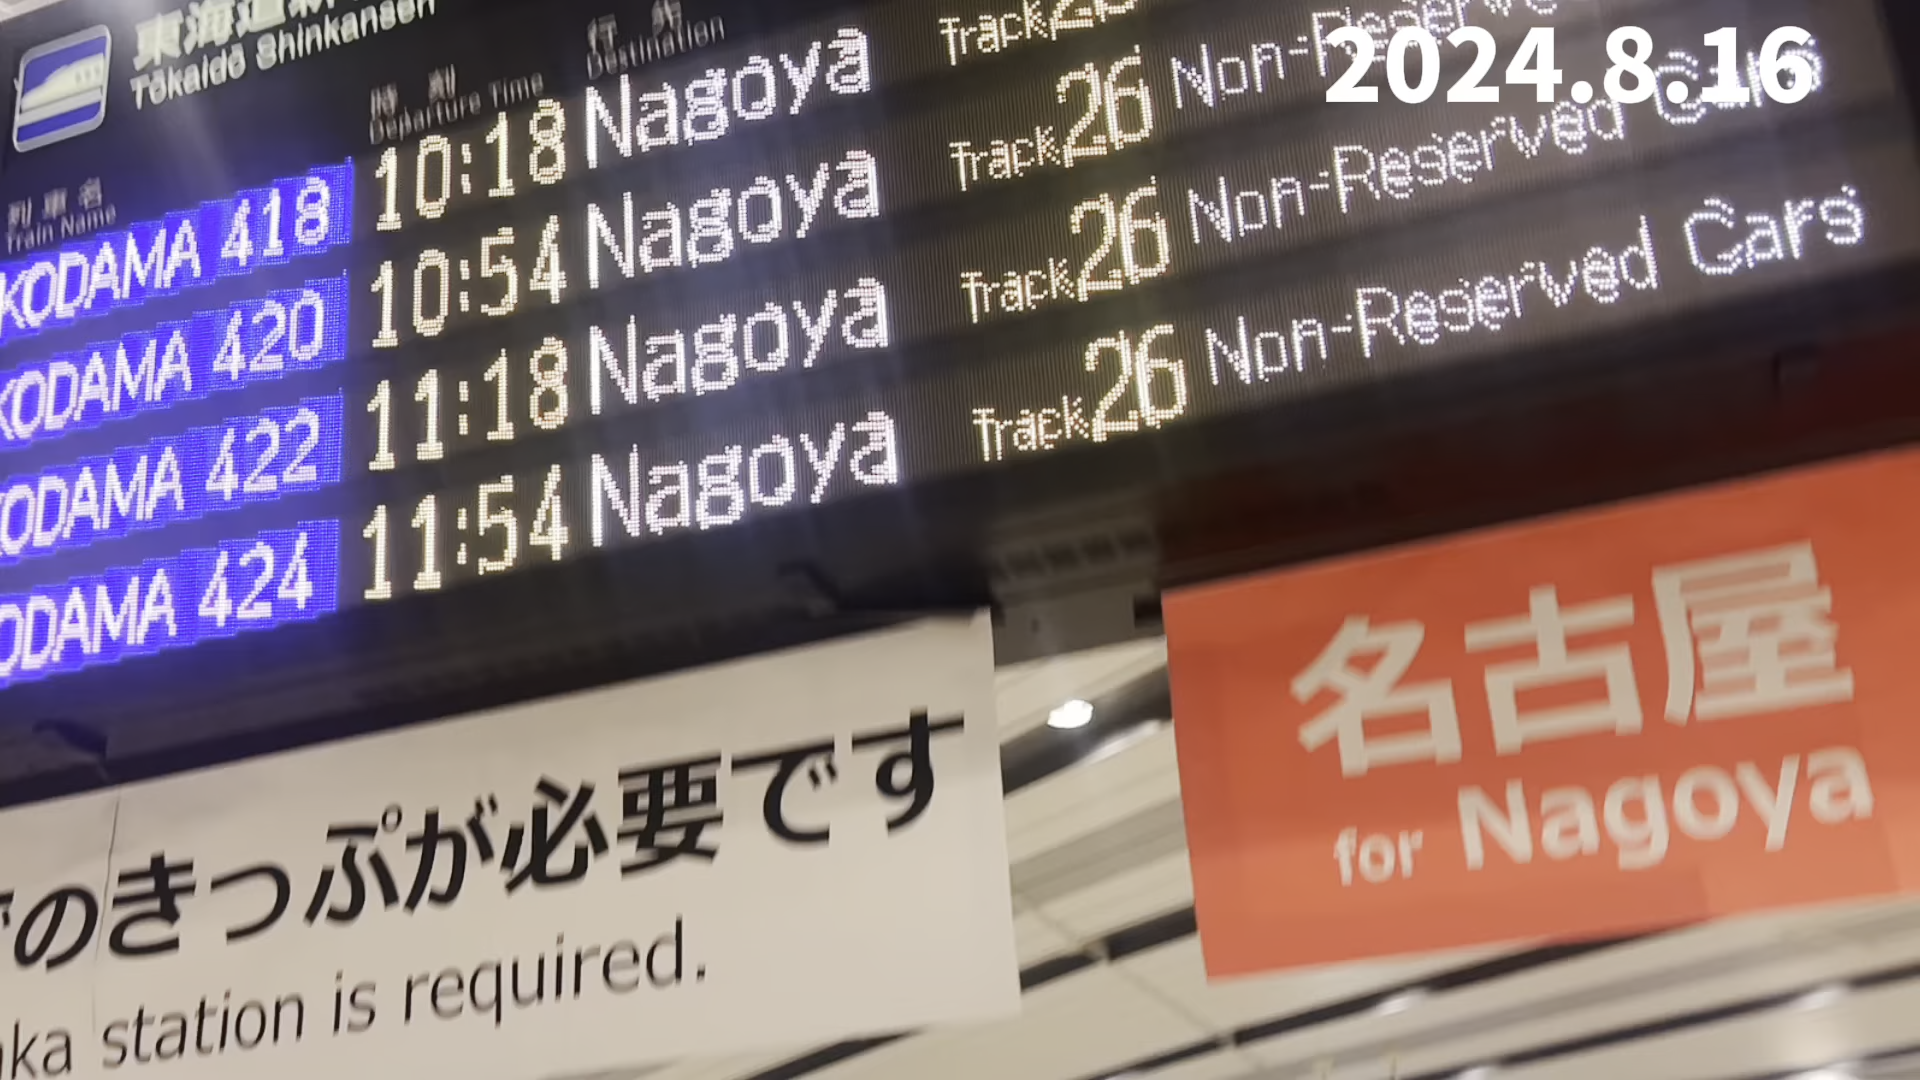 東海道新
Tōkaidō Shinkansen
2024.8.16
列車名
Train Name
時刻
Departure Time
行先
Destination
KODAMA 418 10:18 Nagoya Track 26 Non-Reserved
KODAMA 420 10:54 Nagoya Track 26 Non-Reserved Cars
KODAMA 422 11:18 Nagoya Track 26 Non-Reserved Cars
ODAMA 424 11:54 Nagoya Track 26 Non-Reserved Cars
のきっぷが必要です
ka station is required.
名古屋
for Nagoya